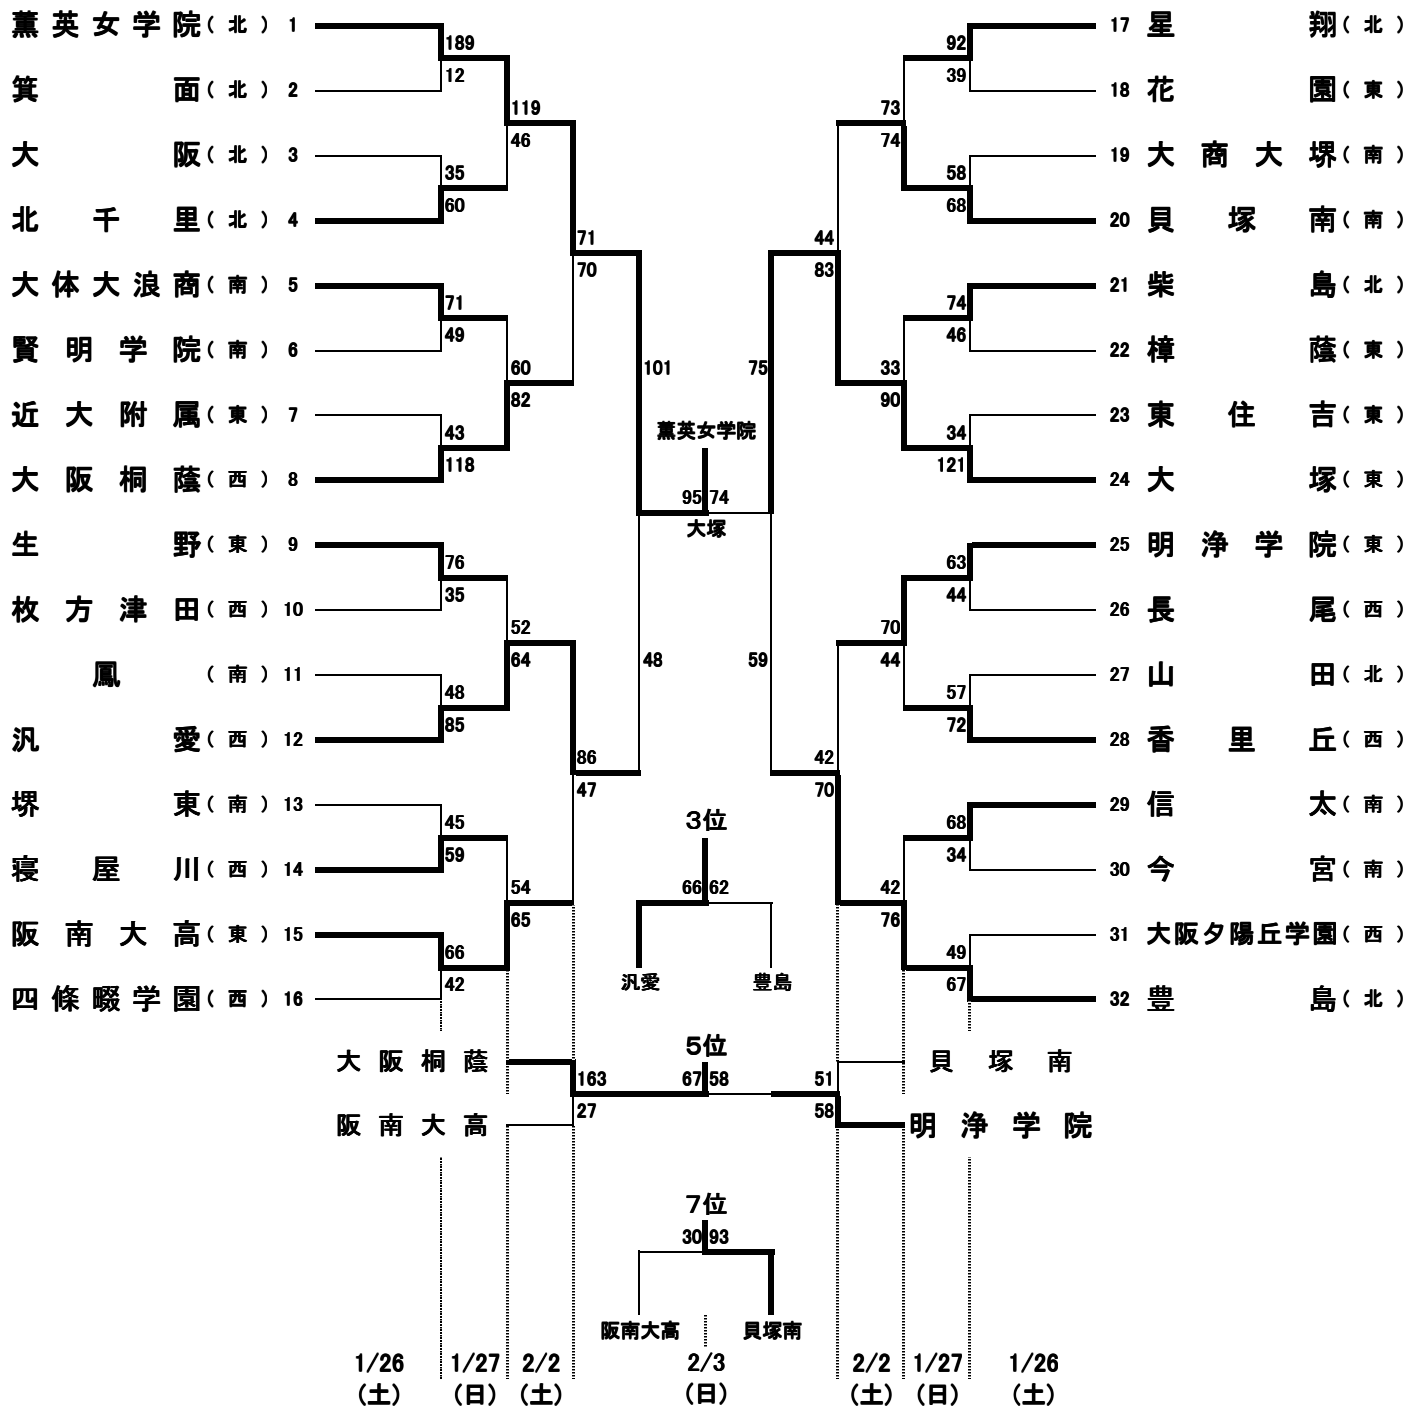 薫英女学院(北) 1
189
箕面(北) 2
12
119
大阪(北) 3
46
35
北千里(北) 4
60
71
大体大浪商(南) 5
70
71
賢明学院(南) 6
49
60
近大附属(東) 7
82
43
大阪桐蔭(西) 8
118
101
生野(東) 9
76
枚方津田(西) 10
35
52
鳳(南) 11
64
48
汎愛(西) 12
85
86
堺東(南) 13
47
45
寝屋川(西) 14
59
54
阪南大高(東) 15
65
66
四條畷学園(西) 16
42
48
17 星翔(北)
92
18 花園(東)
39
73
19 大商大堺(南)
74
58
20 貝塚南(南)
68
44
21 柴島(北)
83
74
22 樟蔭(東)
46
33
23 東住吉(東)
90
34
24 大塚(東)
121
75
25 明浄学院(東)
63
26 長尾(西)
44
70
27 山田(北)
44
57
28 香里丘(西)
72
42
29 信太(南)
70
68
30 今宮(南)
34
42
31 大阪夕陽丘学園(西)
76
49
32 豊島(北)
67
59
薫英女学院
95 74
大塚
3位
66 62
汎愛 豊島
5位
大阪桐蔭 163 67 58 51 貝塚南
阪南大高 27 58 明浄学院
7位
30 93
阪南大高 貝塚南
1/26 1/27 2/2 2/3 2/2 1/27 1/26
(土) (日) (土) (日) (土) (日) (土)